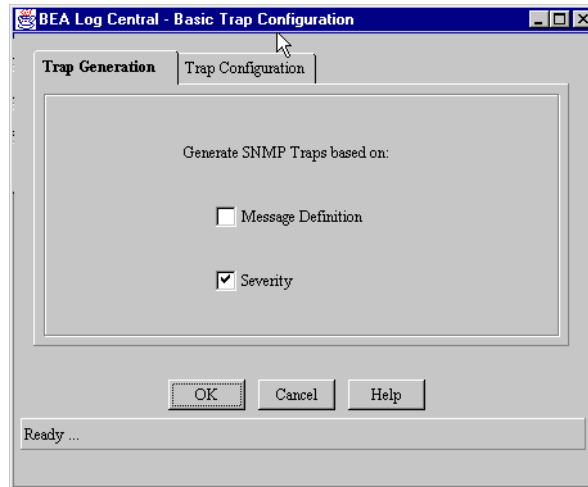 BEA Log Central - Basic Trap Configuration
Trap Generation
Trap Configuration
Generate SNMP Traps based on:
Message Definition
Severity
OK
Cancel
Help
Ready ...